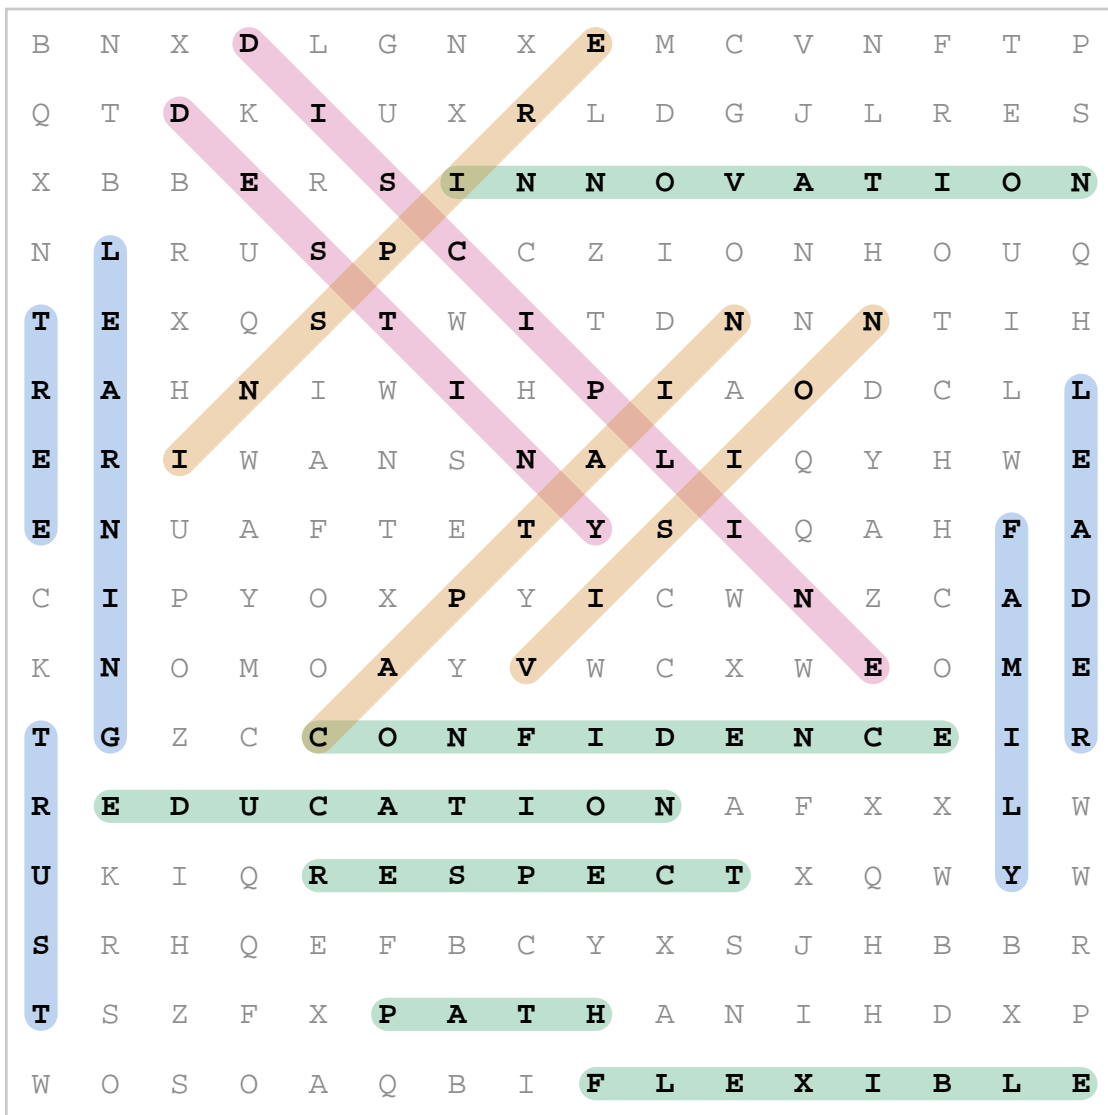 B N X D L G N X E M C V N F T P
Q T D K I U X R L D G J L R E S
X B B E R S I N N O V A T I O N
N L R U S P C C Z I O N H O U Q
T E X Q S T W I T D N N N T I H
R A H N I W I H P I A O D C L L
E R I W A N S N A L I Q Y H W E
E N U A F T E T Y S I Q A H F A
C I P Y O X P Y I C W N Z C A D
K N O M O A Y V W C X W E O M E
T G Z C C O N F I D E N C E I R
R E D U C A T I O N A F X X L W
U K I Q R E S P E C T X Q W Y W
S R H Q E F B C Y X S J H B B R
T S Z F X P A T H A N I H D X P
W O S O A Q B I F L E X I B L E